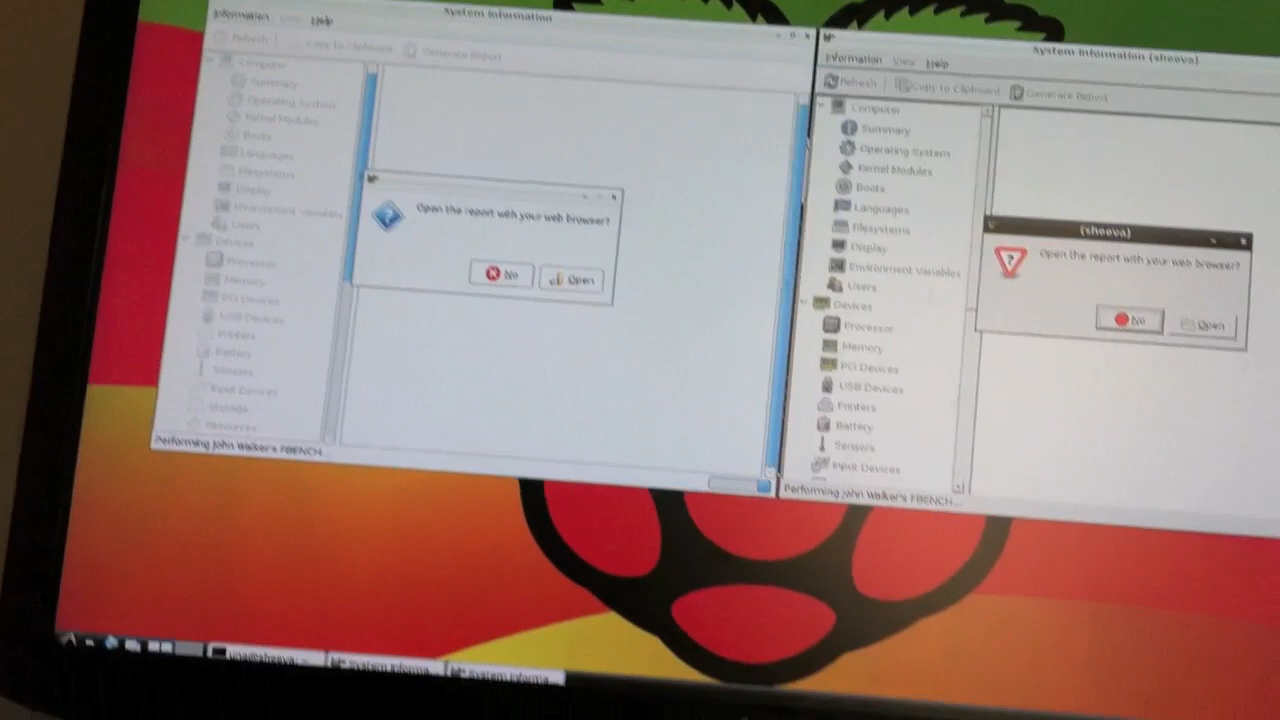 System Information
Information View Help
Refresh Copy to Clipboard Generate Report
Computer
Summary
Operating System
Kernel Modules
Boots
Languages
Filesystems
Display
Environment Variables
Users
Devices
Processor
Memory
PCI Devices
USB Devices
Printers
Battery
Sensors
Input Devices
Storage
Resources
Performing John Walker's FBENCH...
Open the report with your web browser?
No Open
System Information (sheeva)
Information View Help
Refresh Copy to Clipboard Generate Report
Computer
Summary
Operating System
Kernel Modules
Boots
Languages
Filesystems
Display
Environment Variables
Users
Devices
Processor
Memory
PCI Devices
USB Devices
Printers
Battery
Sensors
Input Devices
Performing John Walker's FBENCH...
(sheeva)
Open the report with your web browser?
No Open
System Informa...
System Informa...